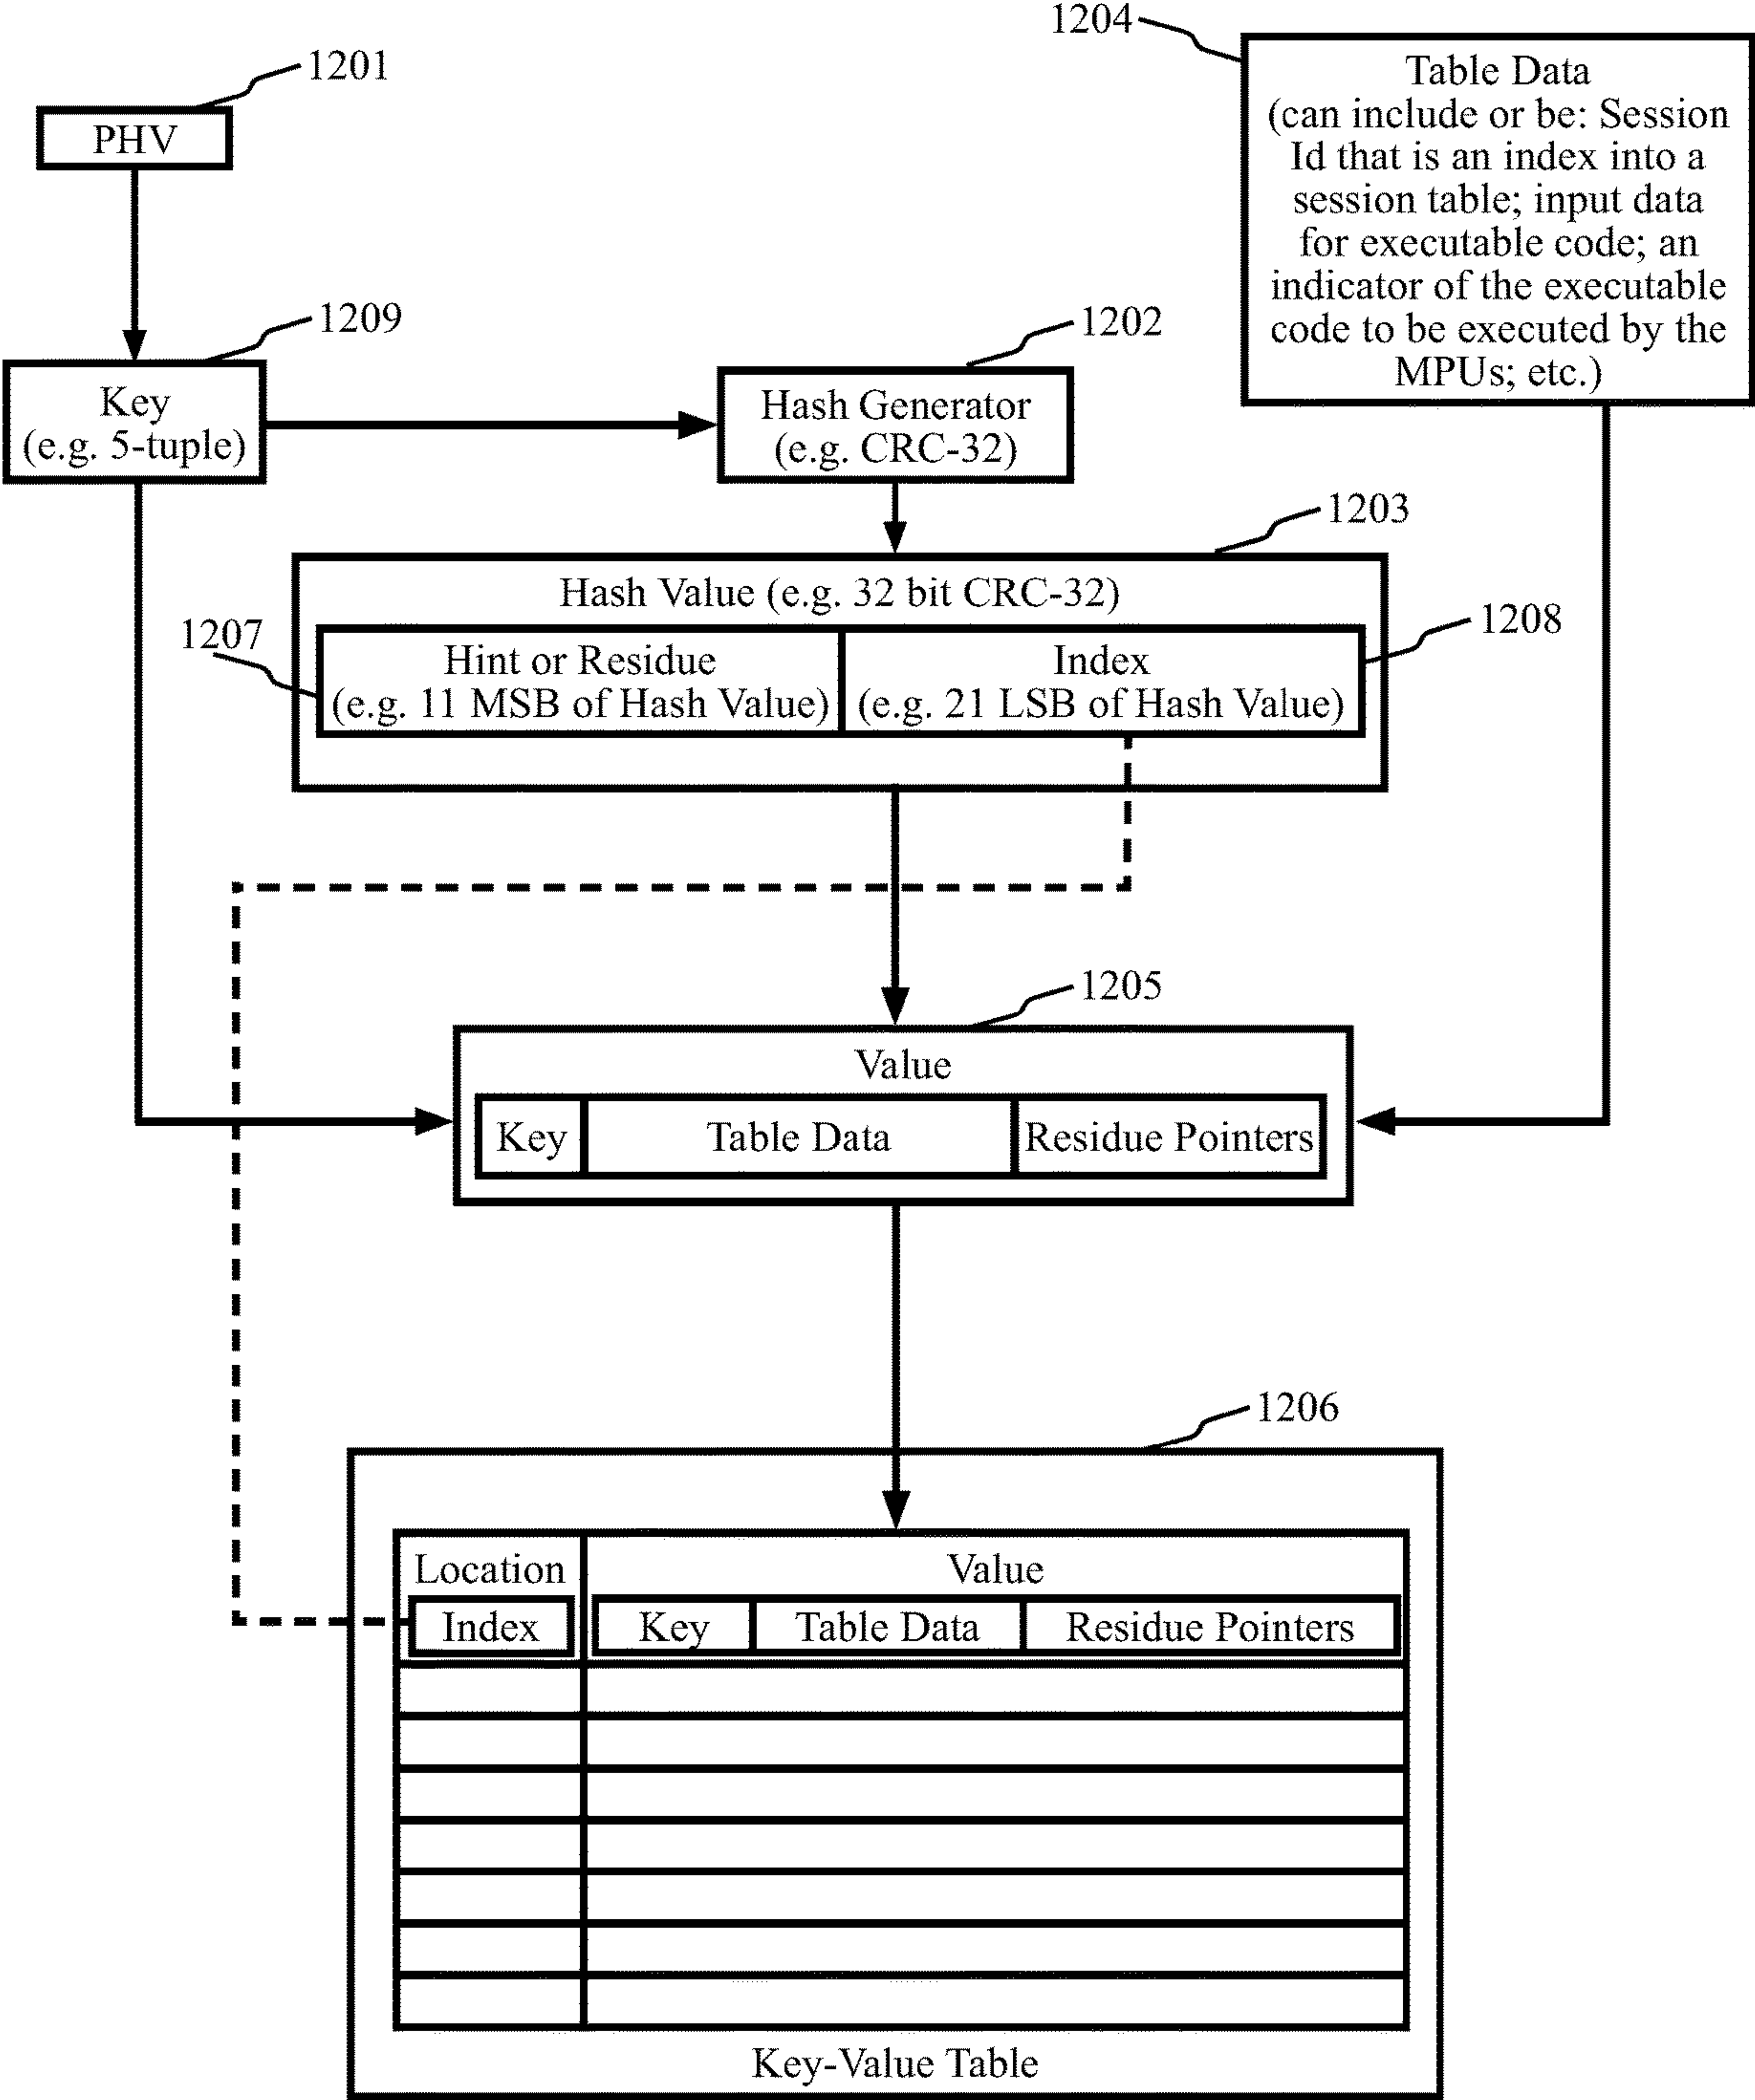 1204
Table Data
(can include or be: Session
Id that is an index into a
session table; input data
for executable code; an
indicator of the executable
code to be executed by the
MPUs; etc.)
1201
PHV
1209
Key
(e.g. 5-tuple)
1202
Hash Generator
(e.g. CRC-32)
1203
Hash Value (e.g. 32 bit CRC-32)
1207
Hint or Residue
(e.g. 11 MSB of Hash Value)
1208
Index
(e.g. 21 LSB of Hash Value)
1205
Value
Key Table Data Residue Pointers
1206
Location Value
Index Key Table Data Residue Pointers
Key-Value Table